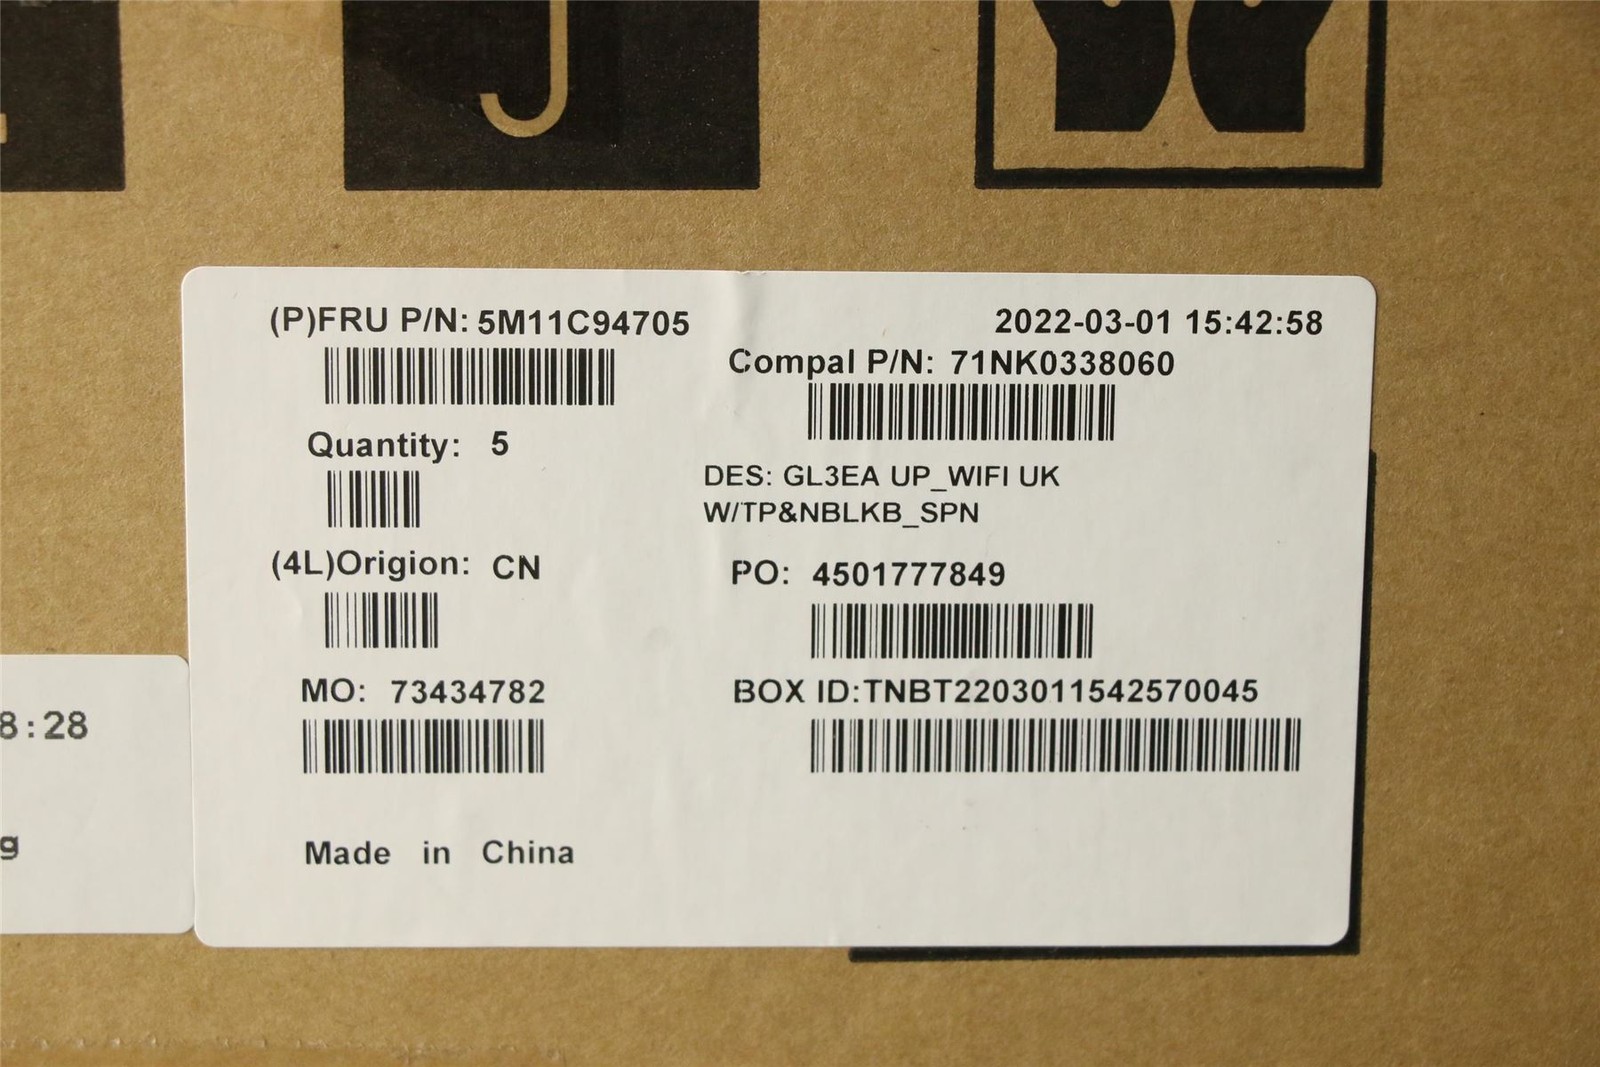 (P)FRU P/N: 5M11C94705
2022-03-01 15:42:58
Compal P/N: 71NK0338060
Quantity: 5
DES: GL3EA UP_WIFI UK
W/TP&NBLKB_SPN
(4L)Origion: CN
PO: 4501777849
MO: 73434782
BOX ID:TNBT2203011542570045
Made in China
8:28
g